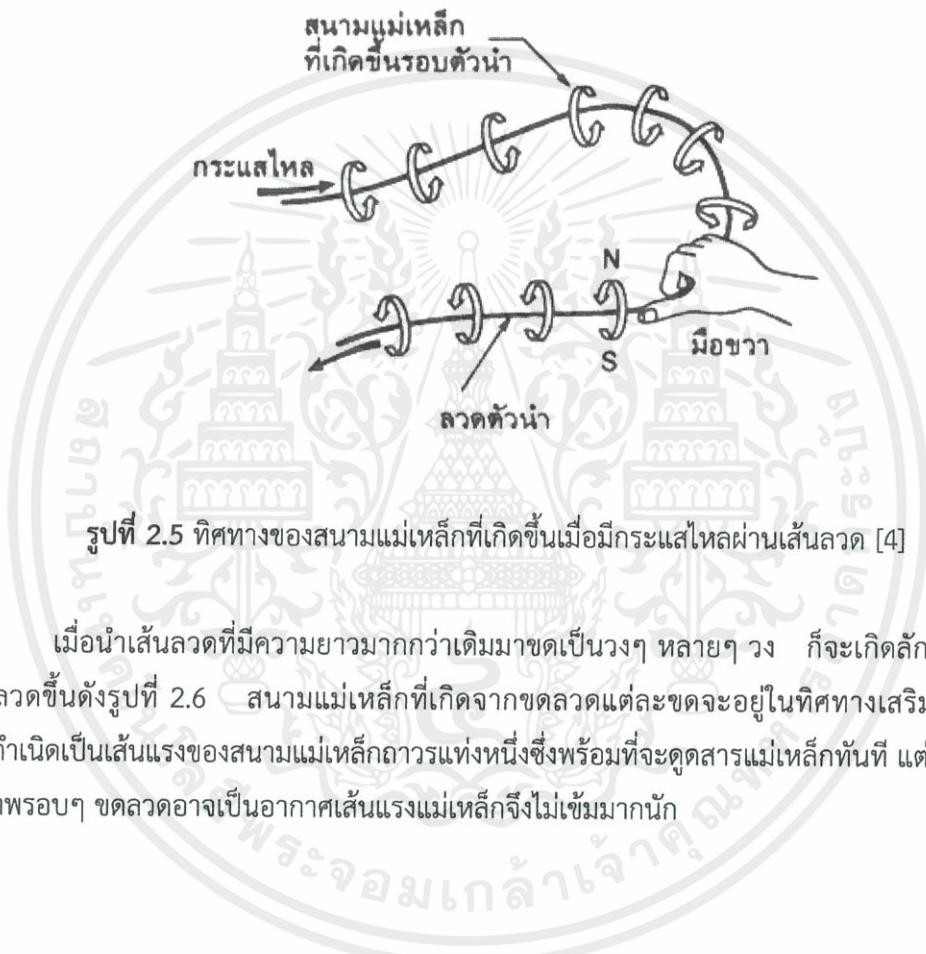 สนามแม่เหล็ก
ที่เกิดขึ้นรอบตัวนำ
กระแสไหล
N
S
มือขวา
ลวดตัวนำ
รูปที่ 2.5 ทิศทางของสนามแม่เหล็กที่เกิดขึ้นเมื่อมีกระแสไหลผ่านเส้นลวด [4]
เมื่อนำเส้นลวดที่มีความยาวมากกว่าเดิมมาขดเป็นวงๆ หลายๆ วง ก็จะเกิดลัก
ลวดขึ้นดังรูปที่ 2.6 สนามแม่เหล็กที่เกิดจากขดลวดแต่ละขดจะอยู่ในทิศทางเสริม
กำเนิดเป็นเส้นแรงของสนามแม่เหล็กถาวรแท่งหนึ่งซึ่งพร้อมที่จะดูดสารแม่เหล็กทันที แต่
รอบๆ ขดลวดอาจเป็นอากาศเส้นแรงแม่เหล็กจึงไม่เข้มมากนัก